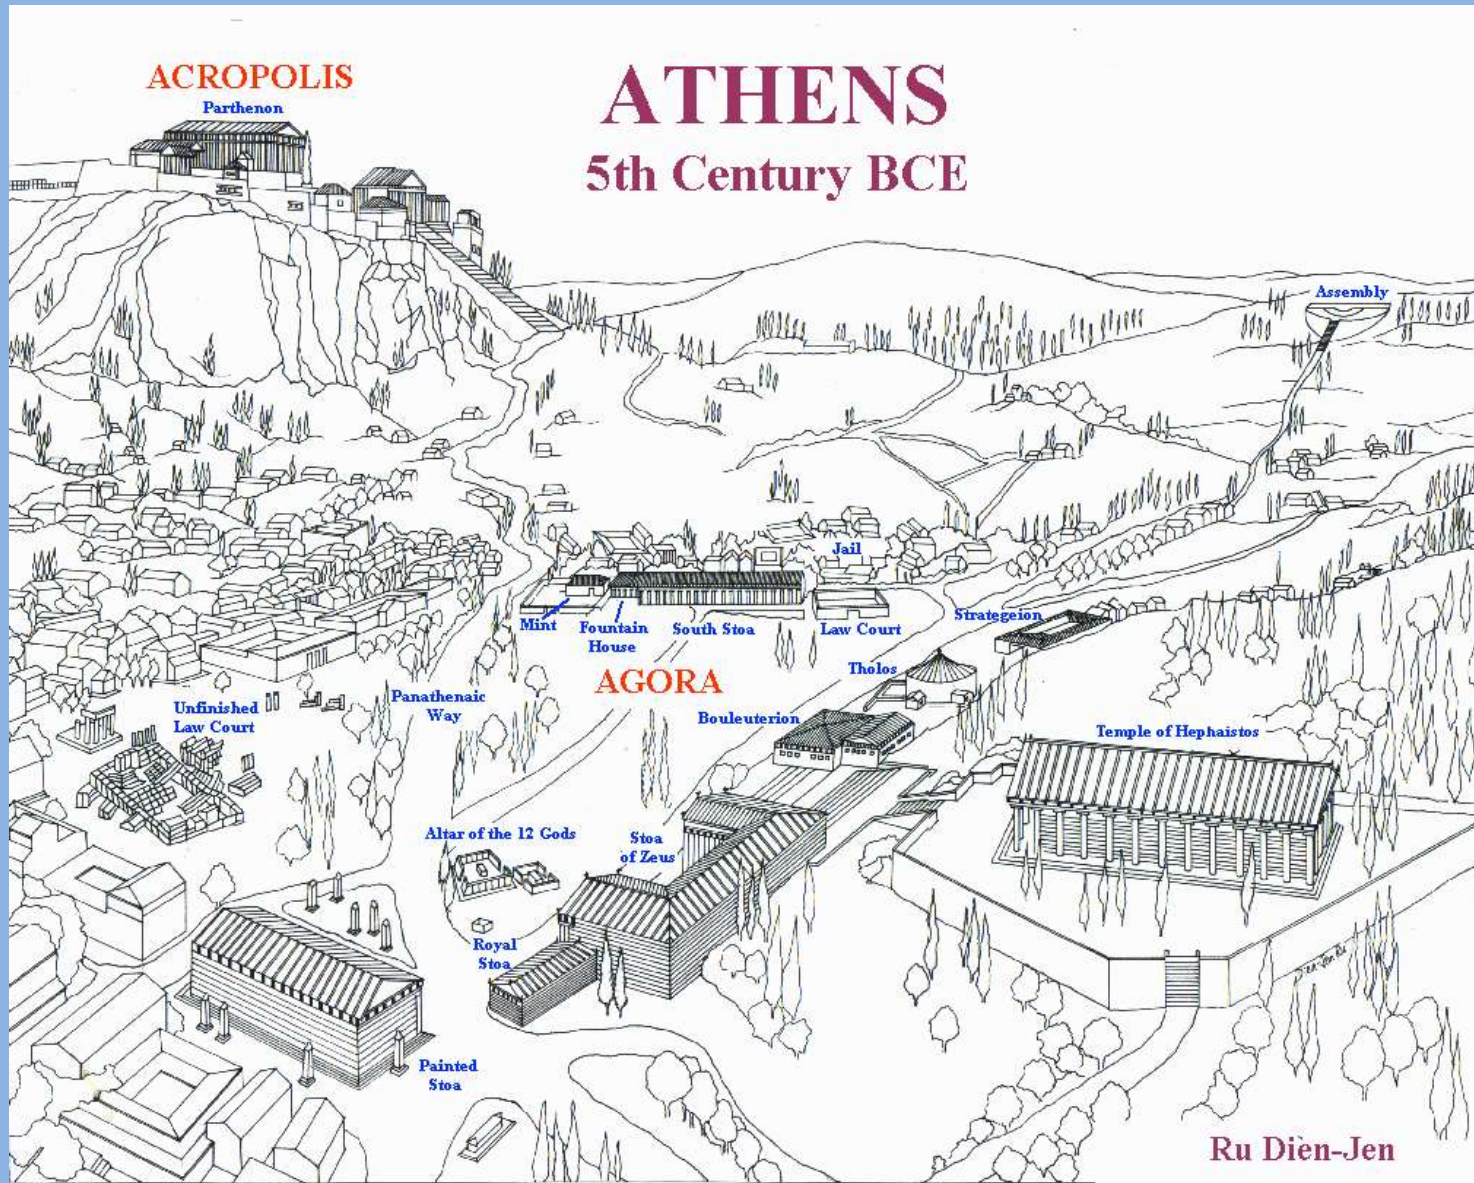 ACROPOLIS
Parthenon
ATHENS
5th Century BCE
Assembly
Jail
Mint
Fountain
House
South Stoa
Law Court
Strategeion
AGORA
Tholos
Panathenaic
Way
Unfinished
Law Court
Bouleuterion
Temple of Hephaistos
Altar of the 12 Gods
Stoa
of Zeus
Royal
Stoa
Painted
Stoa
Ru Dien-Jen